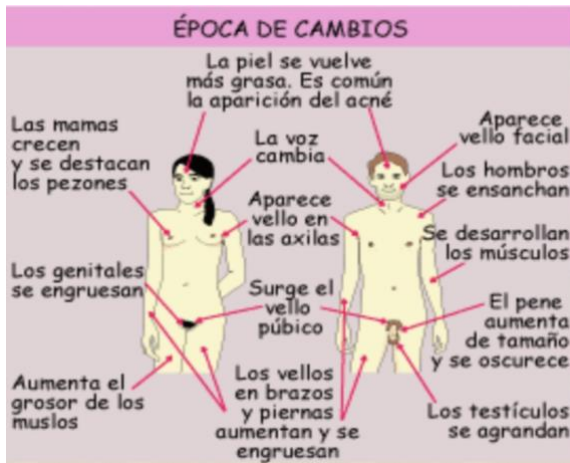 ÉPOCA DE CAMBIOS
La piel se vuelve
más grasa. Es común
la aparición del acné
Las mamas
crecen
y se destacan
los pezones
La voz
cambia
Aparece
vello facial
Los hombros
se ensanchan
Aparece
vello en
las axilas
Se desarrollan
los músculos
Los genitales
se engruesan
Surge el
vello
púbico
El pene
aumenta
de tamaño
y se oscurece
Aumenta el
grosor de los
muslos
Los vellos
en brazos
y piernas
aumentan y se
engruesan
Los testículos
se agrandan